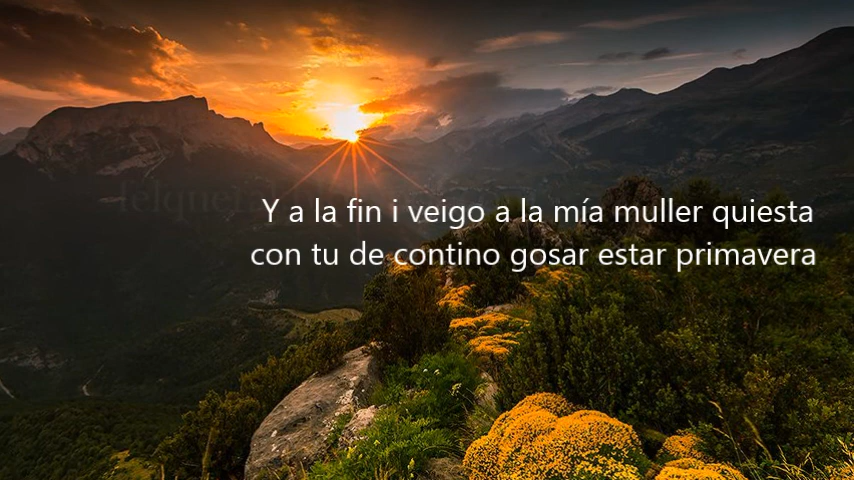 Y a la fin i veigo a la mía muller quiesta
con tu de contino gosar estar primavera